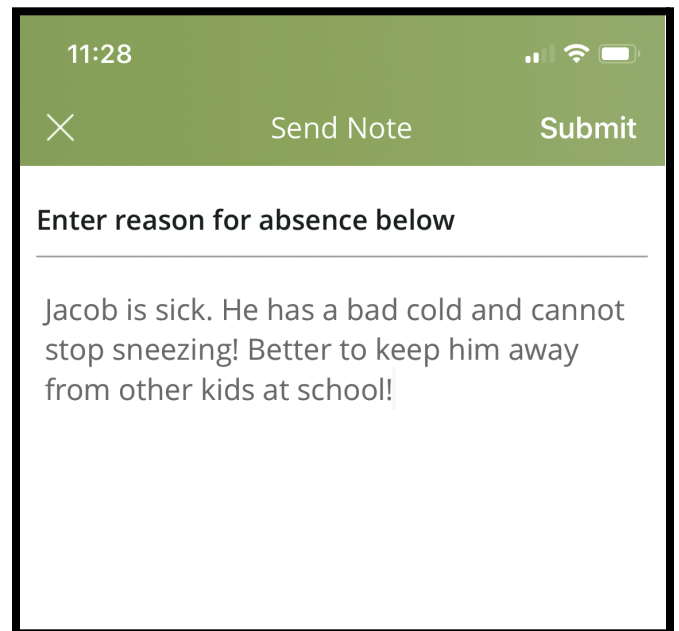 11:28
Send Note
Submit
Enter reason for absence below
Jacob is sick. He has a bad cold and cannot
stop sneezing! Better to keep him away
from other kids at school!